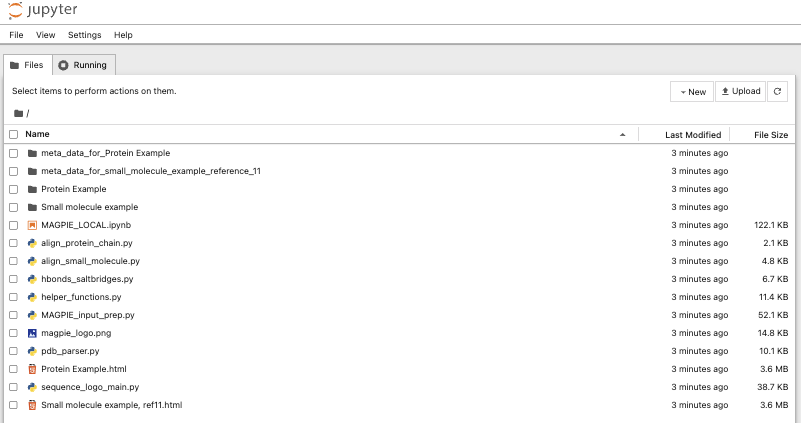 jupyter
File View Settings Help
Files Running
Select items to perform actions on them.
New Upload
/
Name Last Modified File Size
meta_data_for_Protein Example 3 minutes ago
meta_data_for_small_molecule_example_reference_11 3 minutes ago
Protein Example 3 minutes ago
Small molecule example 3 minutes ago
MAGPIE_LOCAL.ipynb 3 minutes ago 122.1 KB
align_protein_chain.py 3 minutes ago 2.1 KB
align_small_molecule.py 3 minutes ago 4.8 KB
hbonds_saltbridges.py 3 minutes ago 6.7 KB
helper_functions.py 3 minutes ago 11.4 KB
MAGPIE_input_prep.py 3 minutes ago 52.1 KB
magpie_logo.png 3 minutes ago 14.8 KB
pdb_parser.py 3 minutes ago 10.1 KB
Protein Example.html 3 minutes ago 3.6 MB
sequence_logo_main.py 3 minutes ago 38.7 KB
Small molecule example, ref11.html 3 minutes ago 3.6 MB